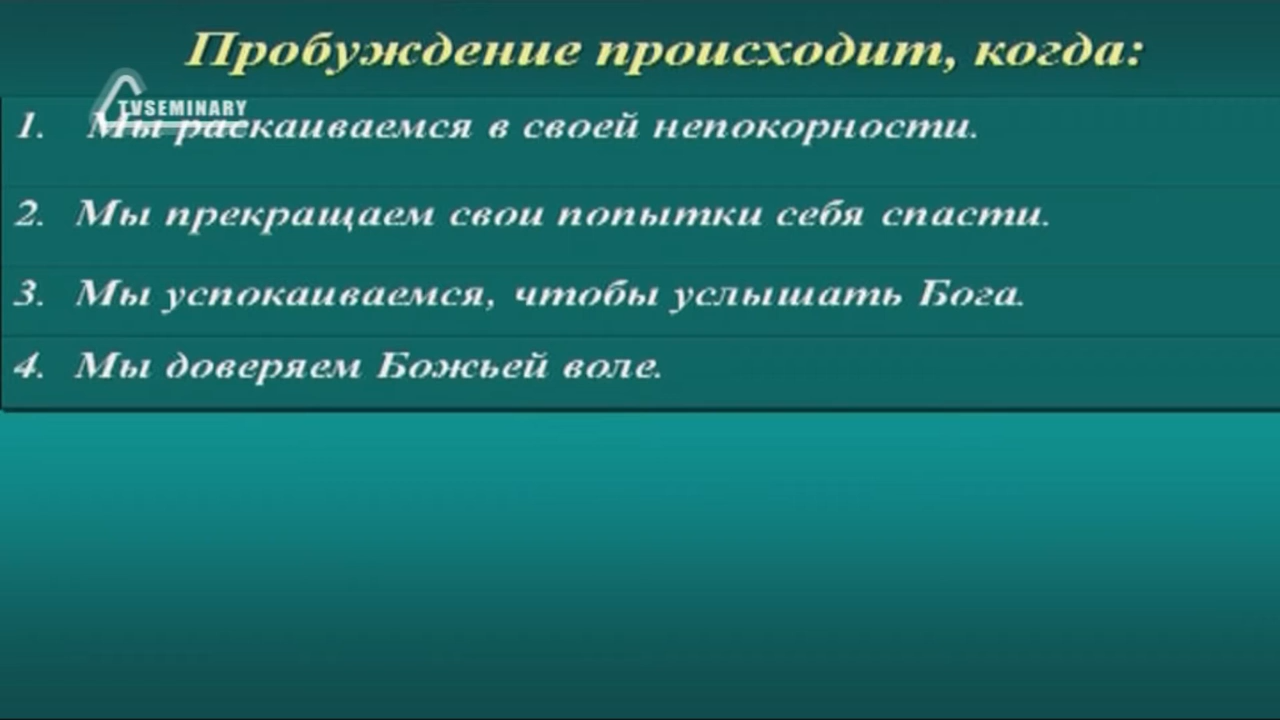 Пробуждение происходит, когда:
TVSEMINARY
1. Мы раскаиваемся в своей непокорности.
2. Мы прекращаем свои попытки себя спасти.
3. Мы успокаиваемся, чтобы услышать Бога.
4. Мы доверяем Божьей воле.